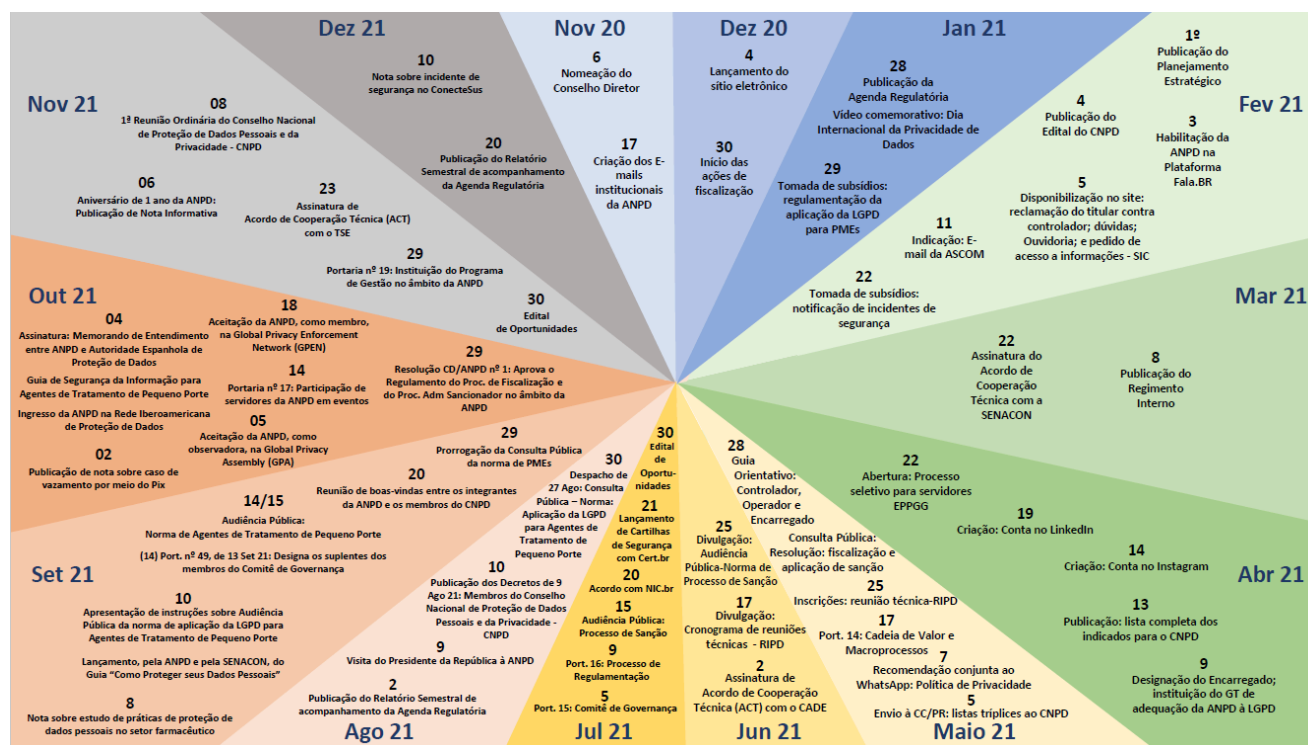 Nov 20
6
Nomeação do
Conselho Diretor
17
Criação dos E-
mails
institucionais
da ANPD
Dez 20
4
Lançamento do
sítio eletrônico
30
Início das
ações de
fiscalização
Jan 21
28
Publicação da
Agenda Regulatória
Vídeo comemorativo: Dia
Internacional da Privacidade de
Dados
29
Tomada de subsídios:
regulamentação da
aplicação da LGPD
para PMEs
Fev 21
1º
Publicação do
Planejamento
Estratégico
4
Publicação do
Edital do CNPD
3
Habilitação da
ANPD na
Plataforma
Fala.BR
5
Disponibilização no site:
reclamação do titular contra
controlador; dúvidas;
Ouvidoria; e pedido de
acesso a informações - SIC
11
Indicação: E-
mail da ASCOM
22
Tomada de subsídios:
notificação de incidentes de
segurança
Mar 21
22
Assinatura do
Acordo de
Cooperação
Técnica com a
SENACON
8
Publicação do
Regimento
Interno
Abr 21
22
Abertura: Processo
seletivo para servidores
EPPGG
19
Criação: Conta no LinkedIn
14
Criação: Conta no Instagram
13
Publicação: lista completa dos
indicados para o CNPD
9
Designação do Encarregado;
instituição do GT de
adequação da ANPD à LGPD
Maio 21
28
Guia
Orientativo:
Controlador,
Operador e
Encarregado
Consulta Pública:
Resolução: fiscalização e
aplicação de sanção
25
Inscrições: reunião técnica-RIPD
17
Port. 14: Cadeia de Valor e
Macroprocessos
7
Recomendação conjunta ao
WhatsApp: Política de Privacidade
5
Envio à CC/PR: listas tríplices ao CNPD
Jun 21
25
Divulgação:
Audiência
Pública-Norma de
Processo de Sanção
17
Divulgação:
Cronograma de reuniões
técnicas - RIPD
2
Assinatura de
Acordo de Cooperação
Técnica (ACT) com o CADE
Jul 21
30
Edital
de
Oportu-
nidades
21
Lançamento
de Cartilhas
de Segurança
com Cert.br
20
Acordo com NIC.br
15
Audiência Pública:
Processo de Sanção
9
Port. 16: Processo de
Regulamentação
5
Port. 15: Comitê de Governança
Ago 21
30
Despacho de
27 Ago: Consulta
Pública – Norma:
Aplicação da LGPD
para Agentes de
Tratamento de
Pequeno Porte
10
Publicação dos Decretos de 9
Ago 21: Membros do Conselho
Nacional de Proteção de Dados
Pessoais e da Privacidade -
CNPD
9
Visita do Presidente da República à ANPD
2
Publicação do Relatório Semestral de
acompanhamento da Agenda Regulatória
Set 21
29
Prorrogação da Consulta Pública
da norma de PMEs
20
Reunião de boas-vindas entre os integrantes
da ANPD e os membros do CNPD
14/15
Audiência Pública:
Norma de Agentes de Tratamento de Pequeno Porte
(14) Port. nº 49, de 13 Set 21: Designa os suplentes dos
membros do Comitê de Governança
10
Apresentação de instruções sobre Audiência
Pública da norma de aplicação da LGPD para
Agentes de Tratamento de Pequeno Porte
Lançamento, pela ANPD e pela SENACON, do
Guia “Como Proteger seus Dados Pessoais”
8
Nota sobre estudo de práticas de proteção de
dados pessoais no setor farmacêutico
Out 21
04
Assinatura: Memorando de Entendimento
entre ANPD e Autoridade Espanhola de
Proteção de Dados
Guia de Segurança da Informação para
Agentes de Tratamento de Pequeno Porte
Ingresso da ANPD na Rede Iberoamericana
de Proteção de Dados
02
Publicação de nota sobre caso de
vazamento por meio do Pix
18
Aceitação da ANPD, como membro,
na Global Privacy Enforcement
Network (GPEN)
14
Portaria nº 17: Participação de
servidores da ANPD em eventos
05
Aceitação da ANPD, como
observadora, na Global Privacy
Assembly (GPA)
29
Resolução CD/ANPD nº 1: Aprova o
Regulamento do Proc. de Fiscalização e
do Proc. Adm Sancionador no âmbito da
ANPD
Nov 21
08
1ª Reunião Ordinária do Conselho Nacional
de Proteção de Dados Pessoais e da
Privacidade - CNPD
06
Aniversário de 1 ano da ANPD:
Publicação de Nota Informativa
23
Assinatura de
Acordo de Cooperação Técnica (ACT)
com o TSE
29
Portaria nº 19: Instituição do Programa
de Gestão no âmbito da ANPD
30
Edital
de Oportunidades
Dez 21
10
Nota sobre incidente de
segurança no ConecteSus
20
Publicação do Relatório
Semestral de acompanhamento
da Agenda Regulatória